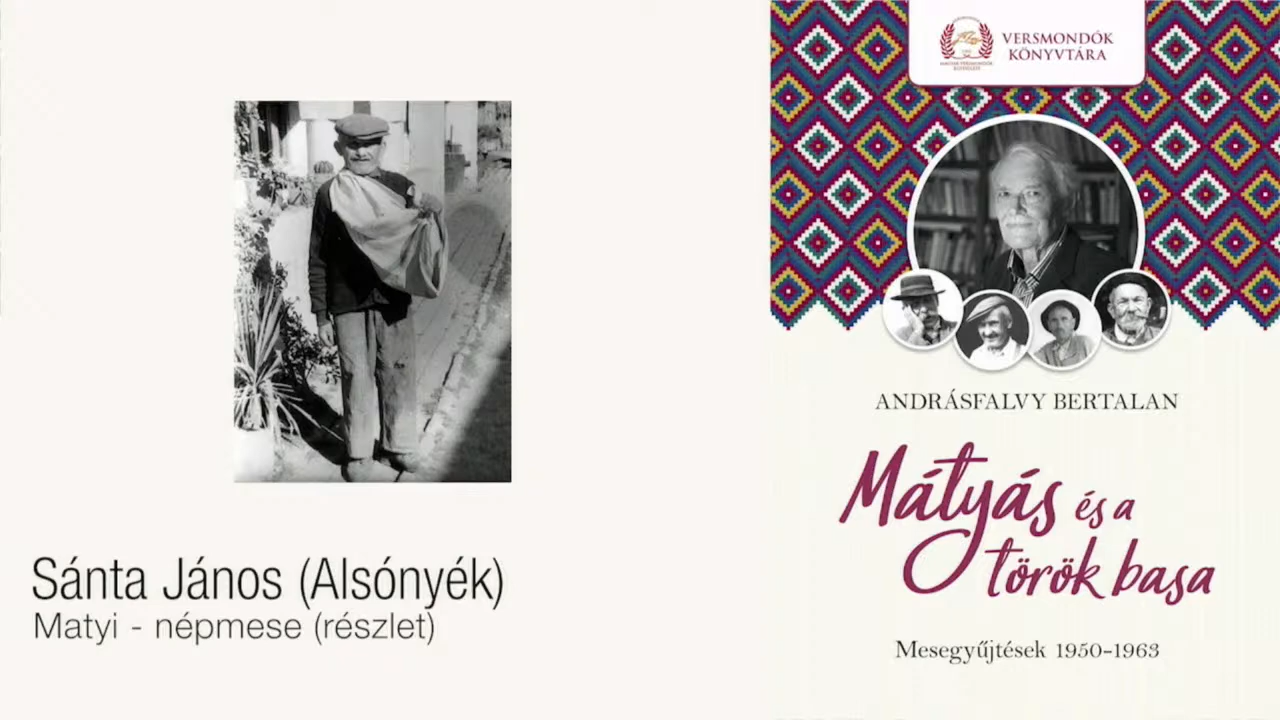 Sánta János (Alsónyék)
Matyi - népmese (részlet)
VERSMONDÓK
KÖNYVTÁRA
ANDRÁSFALVY BERTALAN
Mátyás és a
török basa
Mesegyűjtések 1950-1963